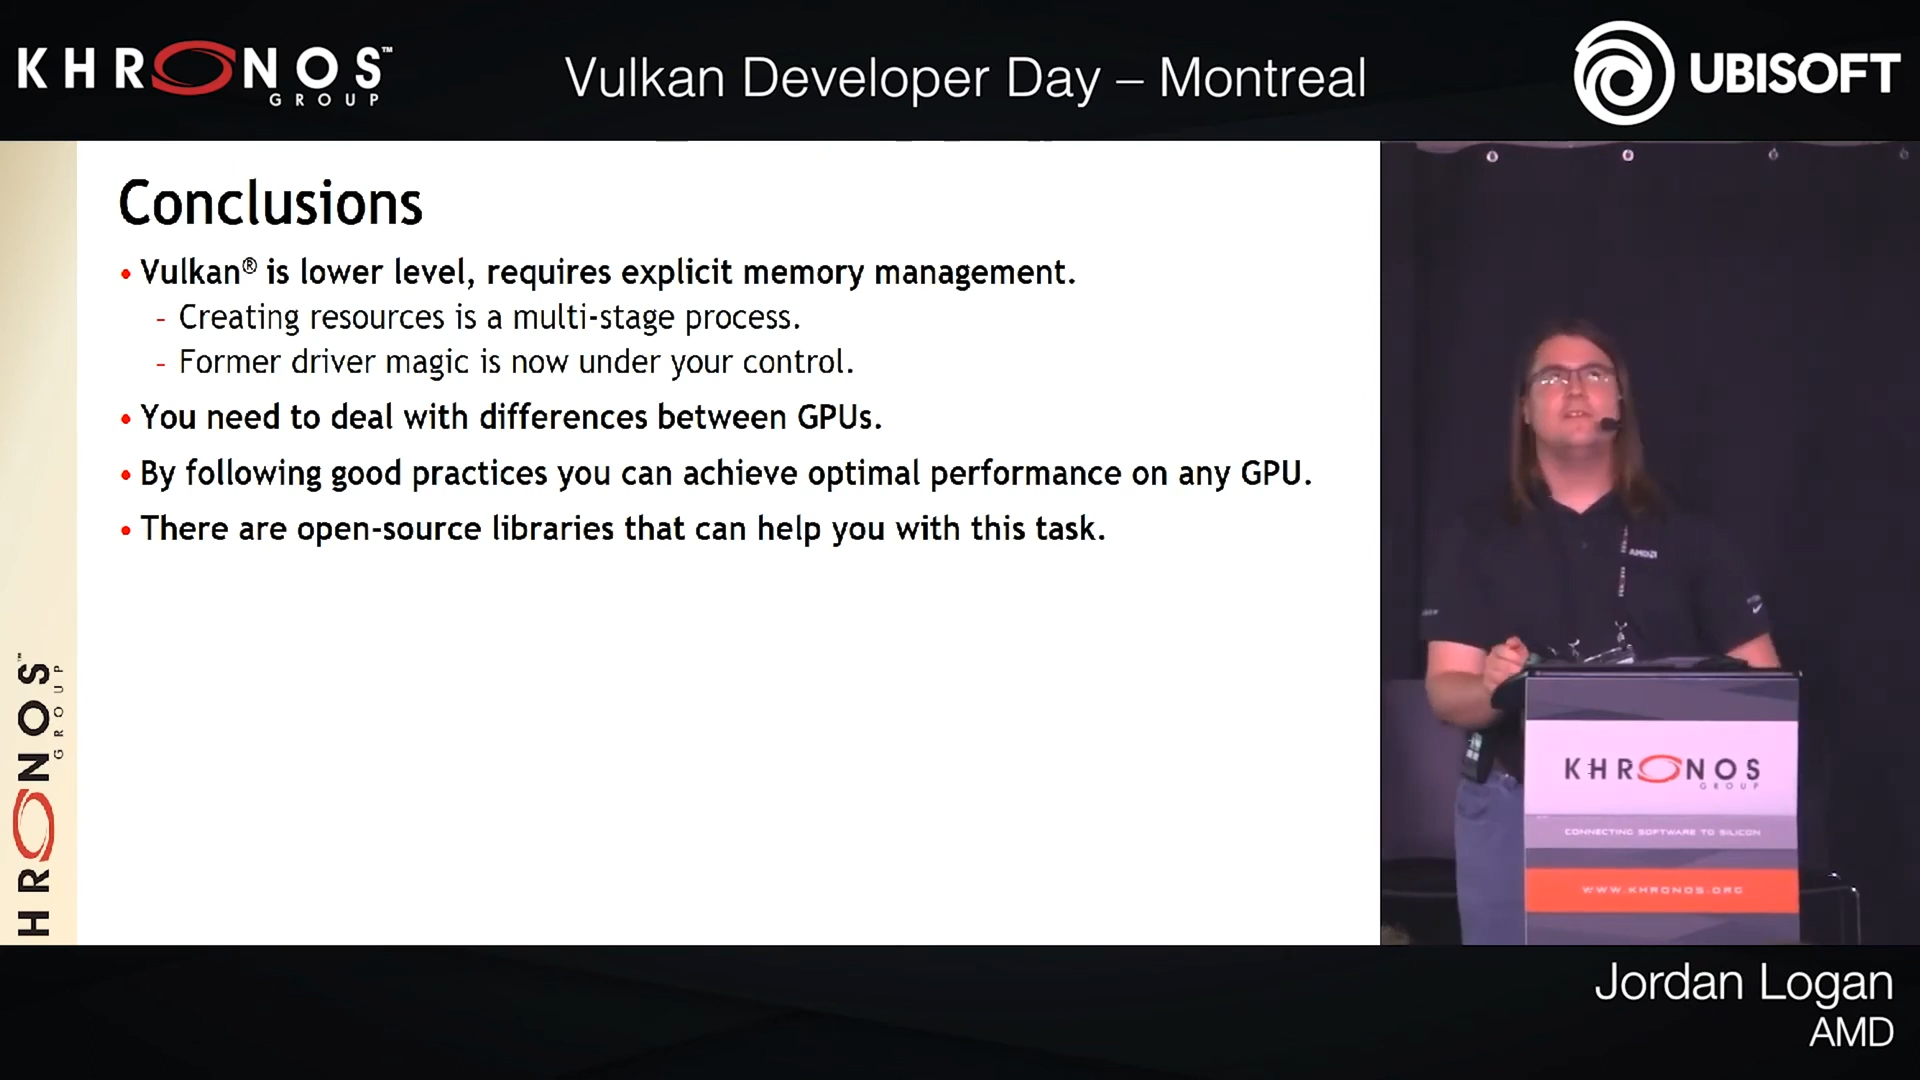 KHRONOS™
GROUP
Vulkan Developer Day – Montreal
UBISOFT
Conclusions
• Vulkan® is lower level, requires explicit memory management.
- Creating resources is a multi-stage process.
- Former driver magic is now under your control.
• You need to deal with differences between GPUs.
• By following good practices you can achieve optimal performance on any GPU.
• There are open-source libraries that can help you with this task.
HRONOS™
GROUP
AMD
KHRONOS
GROUP
CONNECTING SOFTWARE TO SILICON
WWW.KHRONOS.ORG
Jordan Logan
AMD